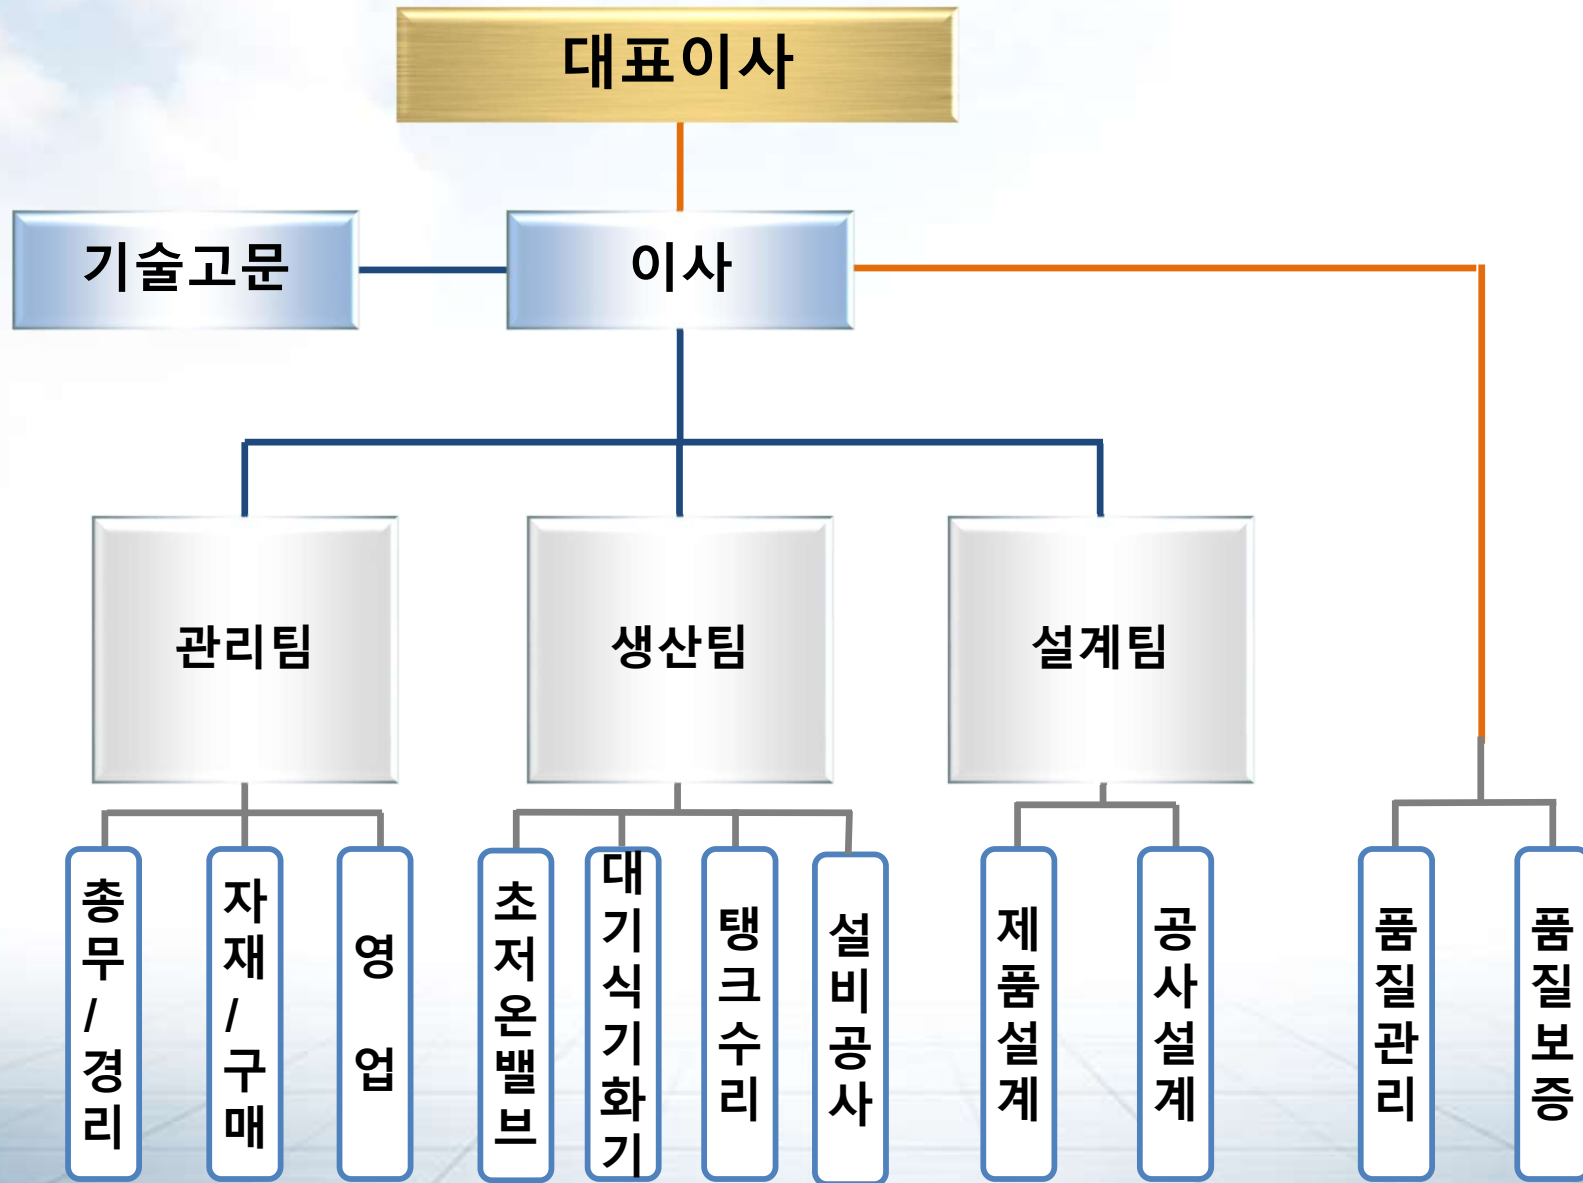 대표이사
기술고문
이사
관리팀
생산팀
설계팀
총무/경리
자재/구매
영 업
초저온밸브
대기식기화기
탱크수리
설비공사
제품설계
공사설계
품질관리
품질보증